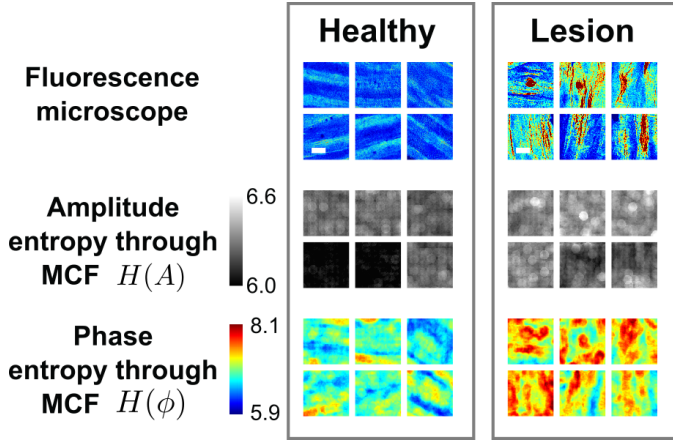 Healthy
Lesion
Fluorescence
microscope
Amplitude
entropy through
MCF H(A)
6.6
6.0
Phase
entropy through
MCF H(ϕ)
8.1
5.9